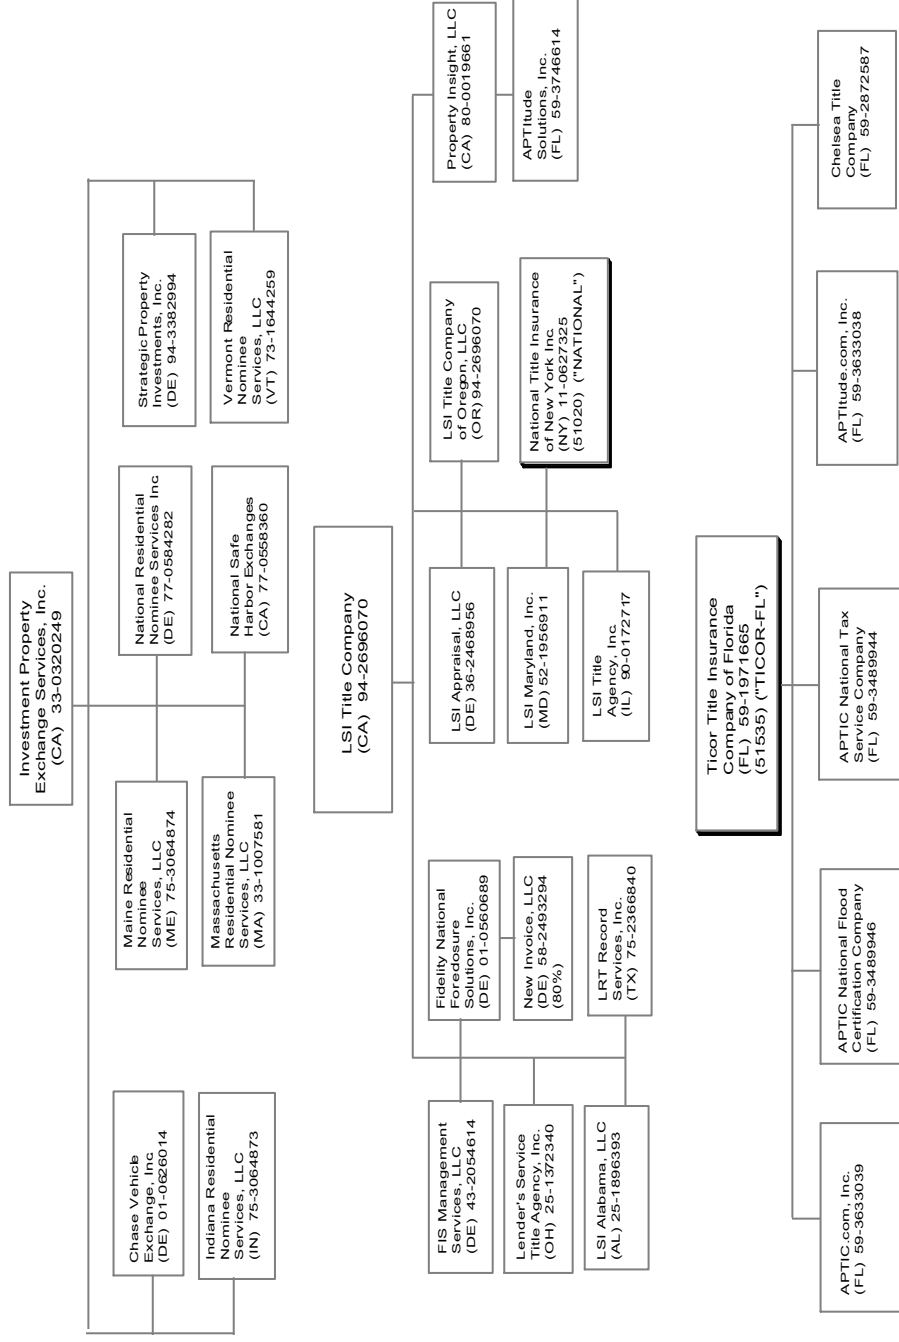 Investment Property
Exchange Services, Inc.
(CA) 33-0320249
Chase Vehicle
Exchange, Inc
(DE) 01-0626014
Maine Residential
Nominee
Services, LLC
(ME) 75-3064874
National Residential
Nominee Services Inc
(DE) 77-0584282
Strategic Property
Investments, Inc.
(DE) 94-3382994
Indiana Residential
Nominee
Services, LLC
(IN) 75-3064873
Massachusetts
Residential Nominee
Services, LLC
(MA) 33-1007581
National Safe
Harbor Exchanges
(CA) 77-0558360
Vermont Residential
Nominee
Services, LLC
(VT) 73-1644259
LSI Title Company
(CA) 94-2696070
FIS Management
Services, LLC
(DE) 43-2054614
Fidelity National
Foredosure
Solutions, Inc.
(DE) 01-0560689
LSI Appraisal, LLC
(DE) 36-2468956
LSI Title Company
of Oregon, LLC
(OR) 94-2696070
Property Insight, LLC
(CA) 80-0019661
Lender's Service
Title Agency, Inc.
(OH) 25-1372340
New Invoice, LLC
(DE) 58-2493294
(80%)
LSI Maryland, Inc.
(MD) 52-1956911
National Title Insurance
of New York Inc.
(NY) 11-0627325
(51020) ("NATIONAL")
APTItude
Solutions, Inc.
(FL) 59-3746614
LSI Alabama, LLC
(AL) 25-1896393
LRT Record
Services, Inc.
(TX) 75-2366840
LSI Title
Agency, Inc.
(IL) 90-0172717
Ticor Title Insurance
Company of Florida
(FL) 59-1971665
(51535) ("TICOR-FL")
APTIC.com, Inc.
(FL) 59-3633039
APTIC National Flood
Certification Company
(FL) 59-3489946
APTIC National Tax
Service Company
(FL) 59-3489944
APTItude.com, Inc.
(FL) 59-3633038
Chelsea Title
Company
(FL) 59-2872587